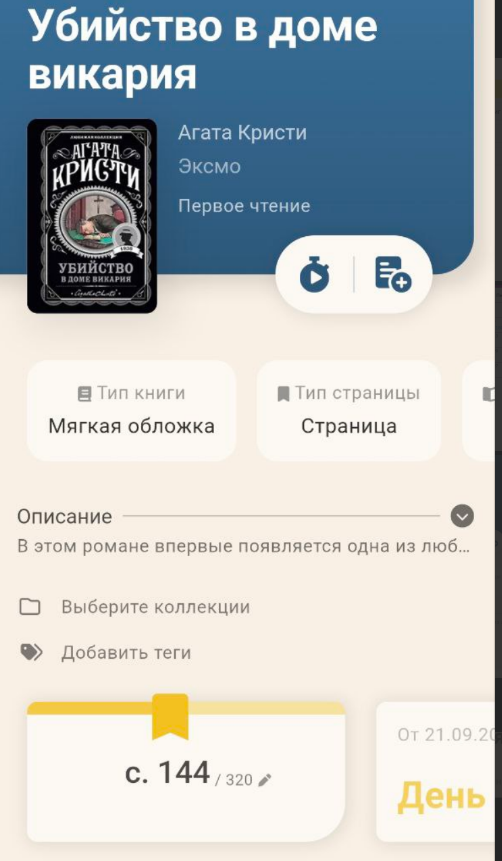 Убийство в доме
викария
Агата Кристи
Эксмо
Первое чтение
АГАТА
КРИСТИ
УБИЙСТВО
В ДОМЕ ВИКАРИЯ
Тип книги
Мягкая обложка
Тип страницы
Страница
Описание
В этом романе впервые появляется одна из люб...
Выберите коллекции
Добавить теги
с. 144 / 320
От 21.09.20
День